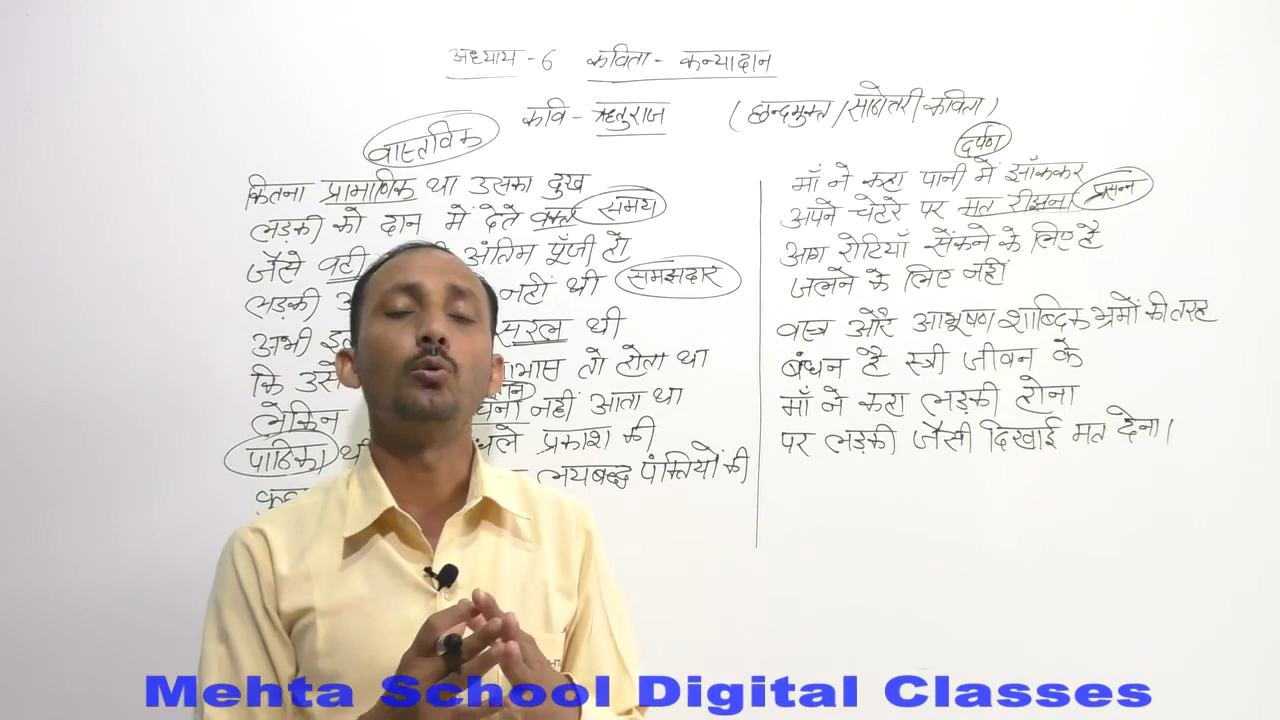 अध्याय -6 कविता - कन्यादान
कवि - ऋतुराज (छन्दमुक्त/साठोतरी कविता)
वास्तविक
कितना प्रामाणिक था उसका दुख
लड़की को दान में देते वक्त समय
जैसे वही अंतिम पूँजी हो
लड़की नहीं थी समझदार
अभी सरल थी
कि उसे तो होता था
लेकिन नहीं आता था
पाठिका थी प्रकाश की
लयबद्ध पंक्तियों की
दर्पण
माँ ने कहा पानी में झाँककर
अपने चेहरे पर मत रीझना प्रसन्न
आग रोटियाँ सेंकने के लिए है
जलने के लिए नहीं
वस्त्र और आभूषण शाब्दिक भ्रमों की तरह
बंधन है स्त्री जीवन के
माँ ने कहा लड़की होना
पर लड़की जैसी दिखाई मत देना।
Mehta School Digital Classes